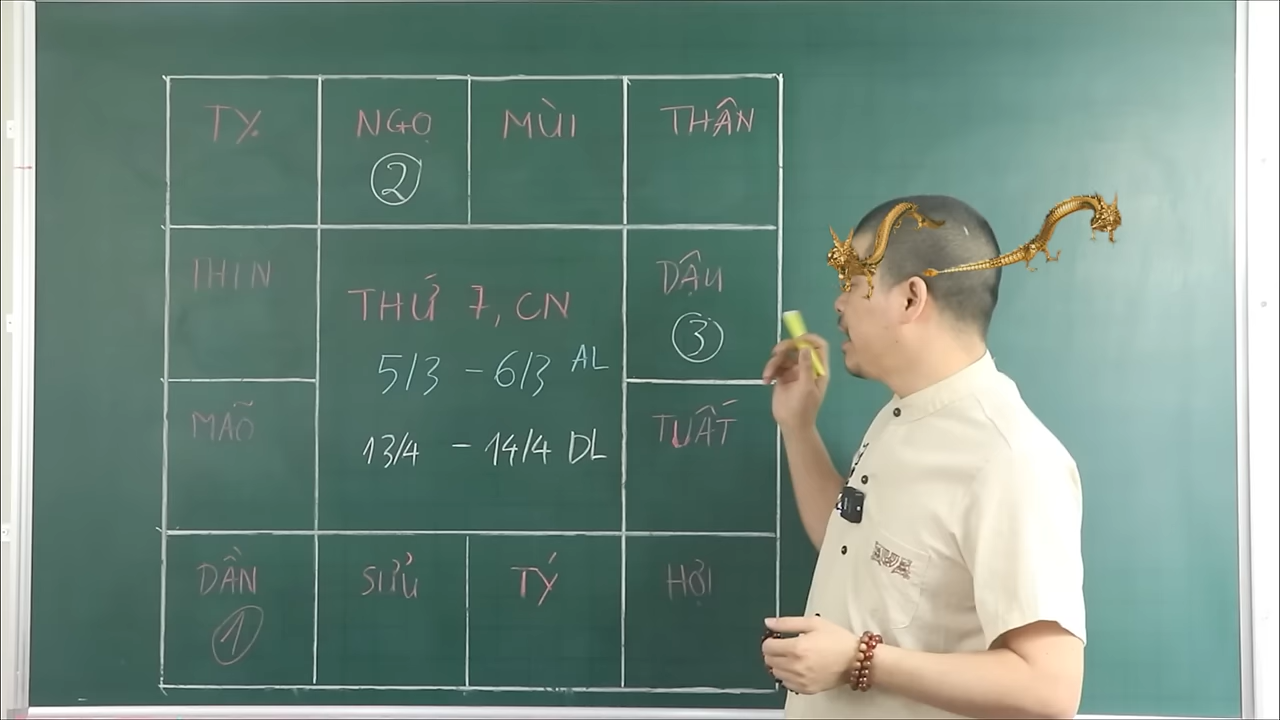 TỴ
NGỌ
②
MÙI
THÂN
THÌN
THỨ 7, CN
5/3 - 6/3 AL
13/4 - 14/4 DL
DẬU
③
MÃO
TUẤT
DẦN
①
SỬU
TÝ
HỢI